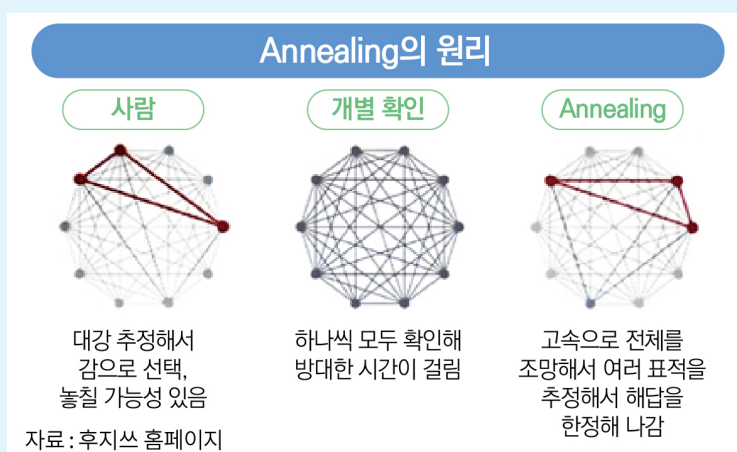 Annealing의 원리
사람
개별 확인
Annealing
대강 추정해서
감으로 선택,
놓칠 가능성 있음
하나씩 모두 확인해
방대한 시간이 걸림
고속으로 전체를
조망해서 여러 표적을
추정해서 해답을
한정해 나감
자료 : 후지쓰 홈페이지